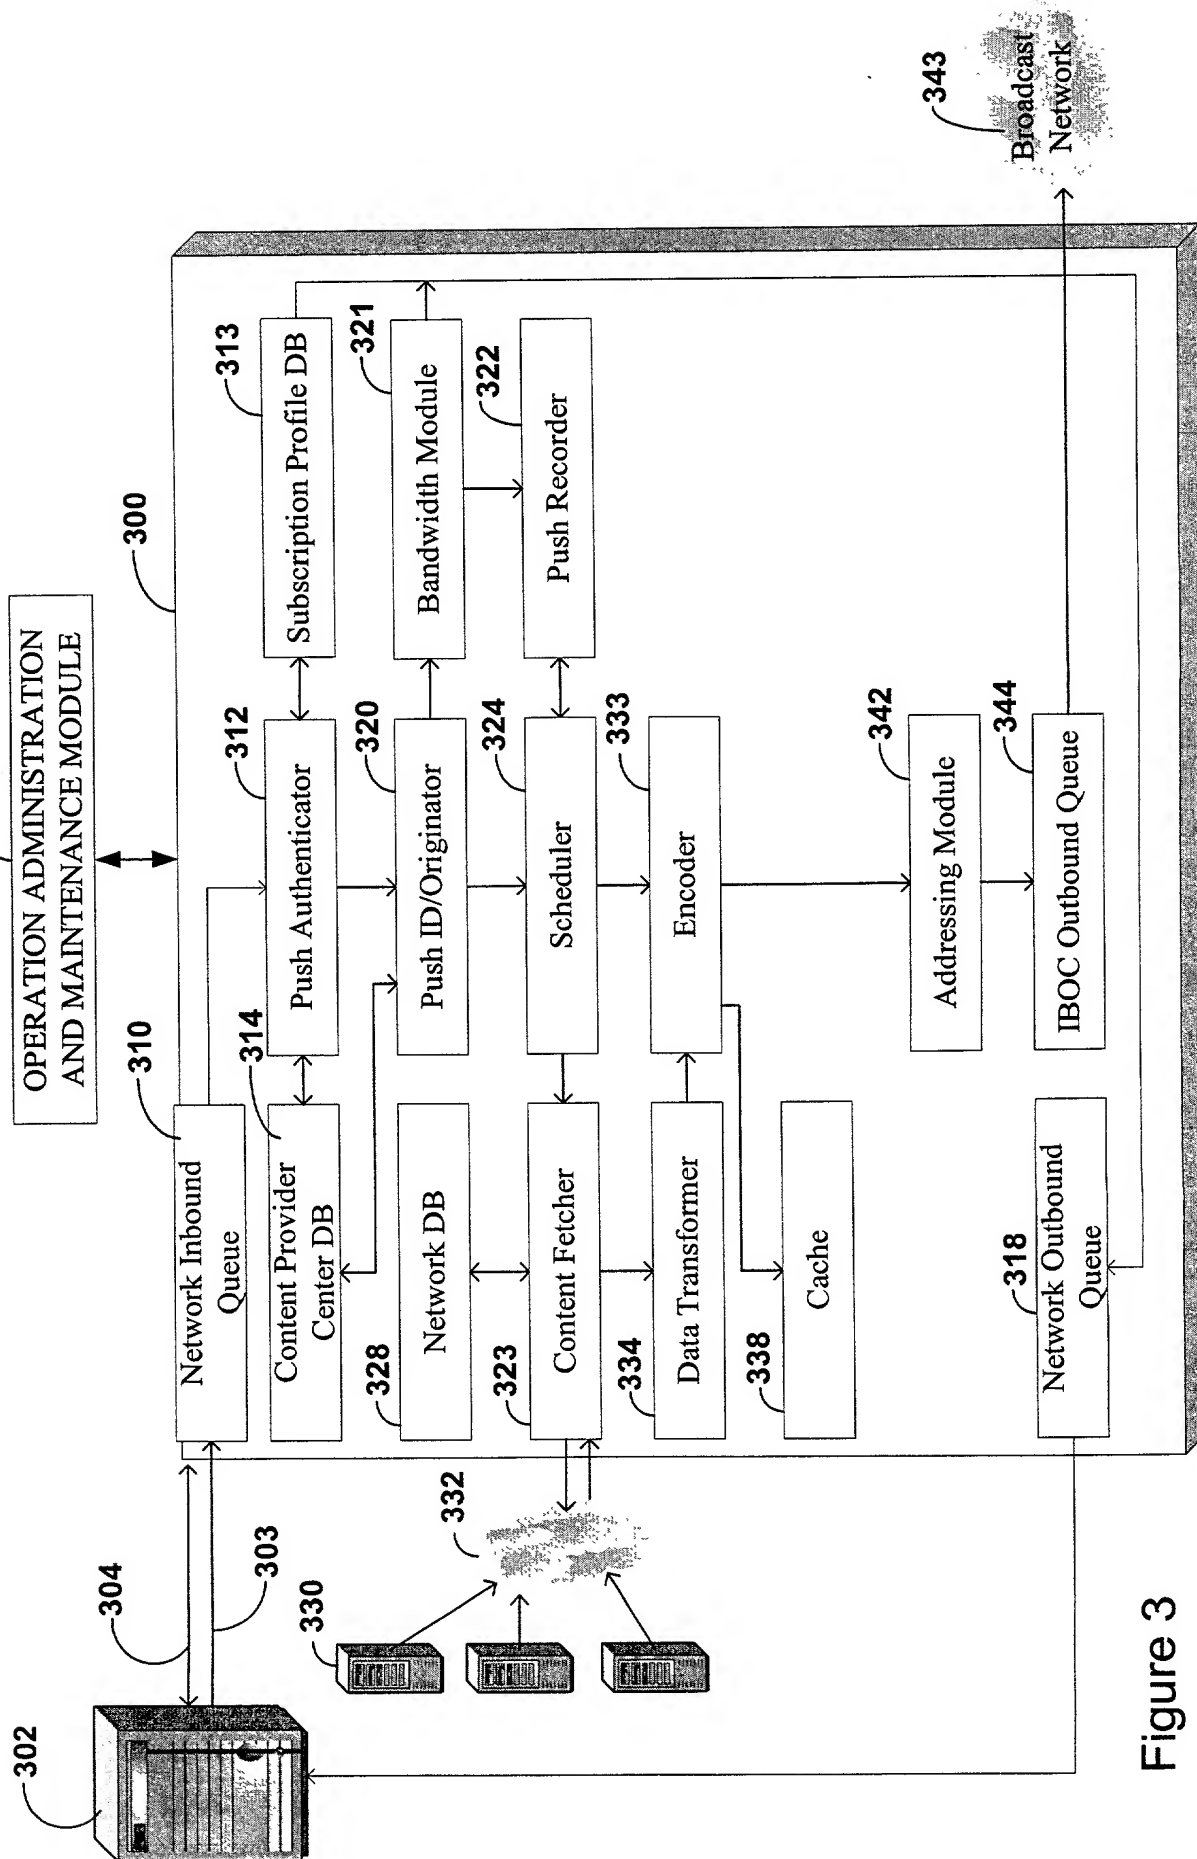 OPERATION ADMINISTRATION
AND MAINTENANCE MODULE
300
302
304
303
310
Network Inbound
Queue
312
Push Authenticator
313
Subscription Profile DB
314
Content Provider
Center DB
320
Push ID/Originator
321
Bandwidth Module
328
Network DB
322
Push Recorder
324
Scheduler
323
Content Fetcher
330
332
333
Encoder
334
Data Transformer
338
Cache
342
Addressing Module
344
IBOC Outbound Queue
318
Network Outbound
Queue
343
Broadcast
Network
Figure 3